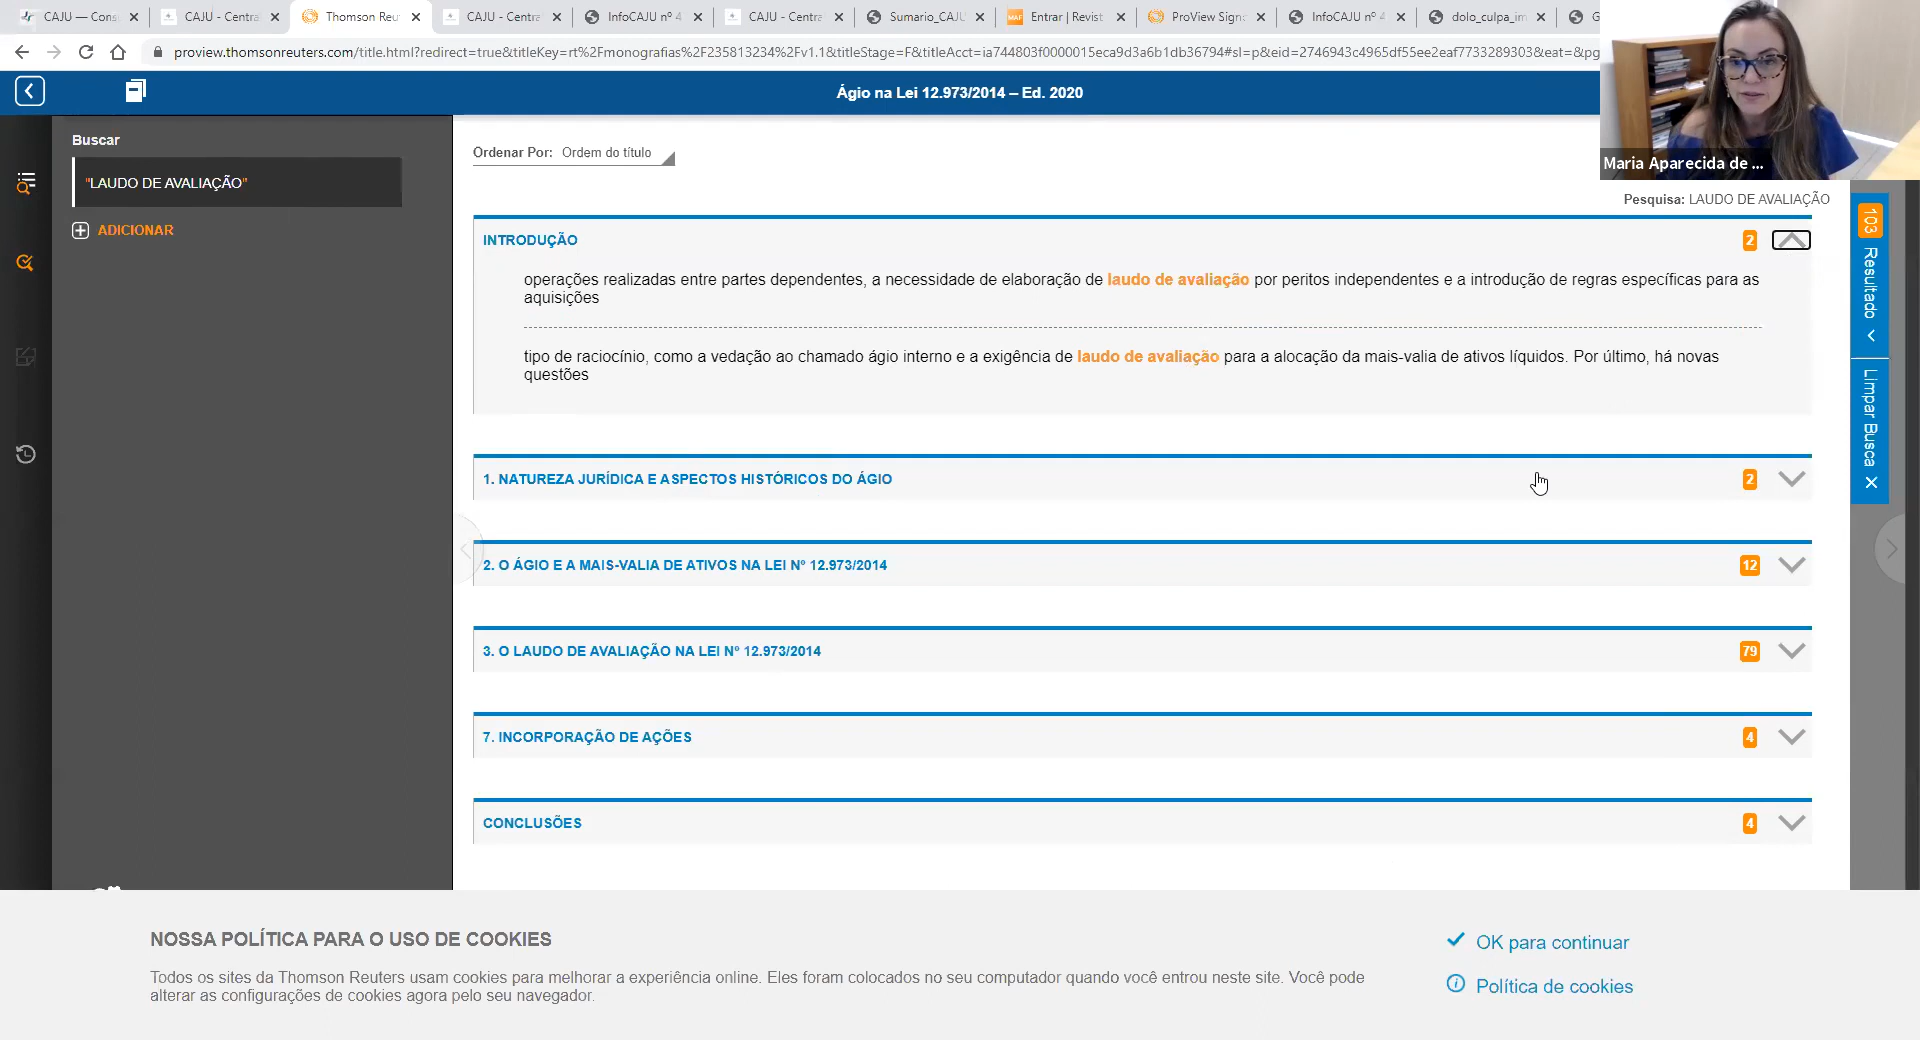 CAJU — Cons
CAJU - Centra
Thomson Reu
CAJU - Centra
InfoCAJU nº 4
CAJU - Centra
Sumario_CAJU
MAF Entrar | Revist
ProView Sign
InfoCAJU nº 4
dolo_culpa_im
G
proview.thomsonreuters.com/title.html?redirect=true&titleKey=rt%2Fmonografias%2F235813234%2Fv1.1&titleStage=F&titleAcct=ia744803f0000015eca9d3a6b1db36794#sl=p&eid=2746943c4965df55ee2eaf7733289303&eat=&pg
Ágio na Lei 12.973/2014 – Ed. 2020
Maria Aparecida de ...
Buscar
"LAUDO DE AVALIAÇÃO"
ADICIONAR
Ordenar Por: Ordem do título
Pesquisa: LAUDO DE AVALIAÇÃO
INTRODUÇÃO 2
operações realizadas entre partes dependentes, a necessidade de elaboração de laudo de avaliação por peritos independentes e a introdução de regras específicas para as
aquisições
tipo de raciocínio, como a vedação ao chamado ágio interno e a exigência de laudo de avaliação para a alocação da mais-valia de ativos líquidos. Por último, há novas
questões
1. NATUREZA JURÍDICA E ASPECTOS HISTÓRICOS DO ÁGIO 2
2. O ÁGIO E A MAIS-VALIA DE ATIVOS NA LEI Nº 12.973/2014 12
3. O LAUDO DE AVALIAÇÃO NA LEI Nº 12.973/2014 79
7. INCORPORAÇÃO DE AÇÕES 4
CONCLUSÕES 4
103 Resultado
Limpar Busca
NOSSA POLÍTICA PARA O USO DE COOKIES
Todos os sites da Thomson Reuters usam cookies para melhorar a experiência online. Eles foram colocados no seu computador quando você entrou neste site. Você pode
alterar as configurações de cookies agora pelo seu navegador.
OK para continuar
Política de cookies